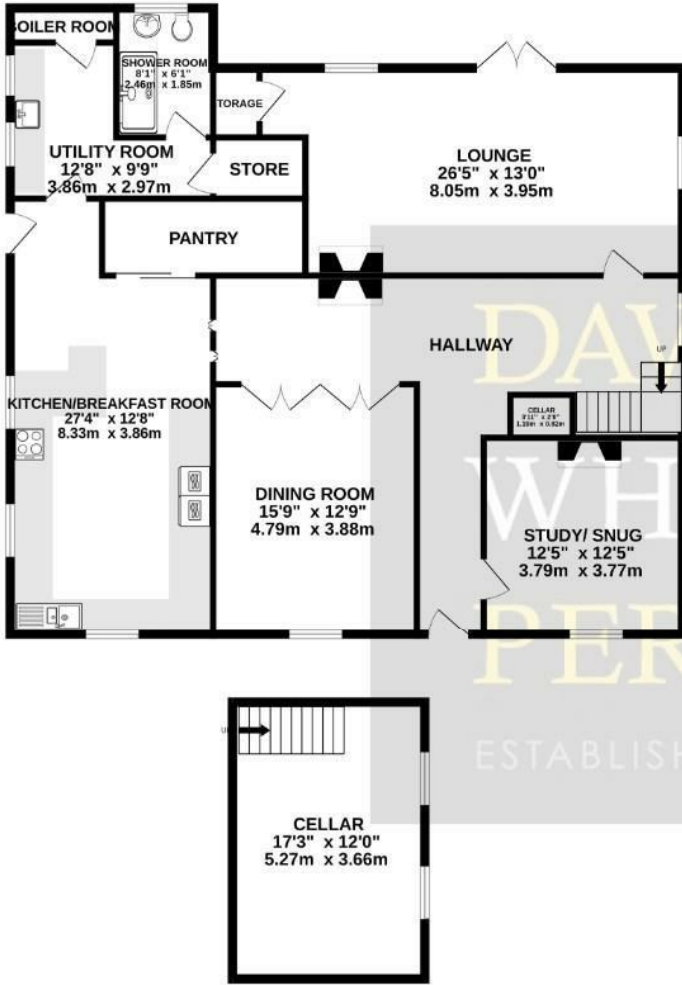 BOILER ROOM
SHOWER ROOM
8'1" x 6'1"
2.46m x 1.85m
TORAGE
UTILITY ROOM
12'8" x 9'9"
3.86m x 2.97m
STORE
LOUNGE
26'5" x 13'0"
8.05m x 3.95m
PANTRY
HALLWAY
UP
KITCHEN/BREAKFAST ROOM
27'4" x 12'8"
8.33m x 3.86m
CELLAR
DINING ROOM
15'9" x 12'9"
4.79m x 3.88m
STUDY/ SNUG
12'5" x 12'5"
3.79m x 3.77m
CELLAR
17'3" x 12'0"
5.27m x 3.66m
DAV
WH
PER
ESTABLISH